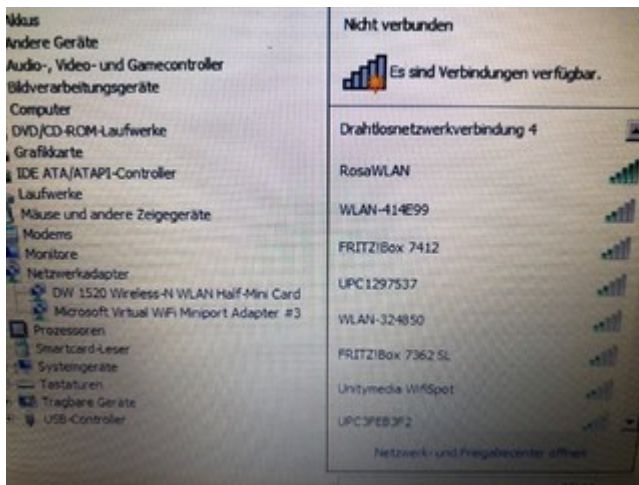 Akkus
Andere Geräte
Audio-, Video- und Gamecontroller
Bildverarbeitungsgeräte
Computer
DVD/CD-ROM-Laufwerke
Grafikkarte
IDE ATA/ATAPI-Controller
Laufwerke
Mäuse und andere Zeigegeräte
Modems
Monitore
Netzwerkadapter
DW 1520 Wireless-N WLAN Half-Mini Card
Microsoft Virtual WiFi Miniport Adapter #3
Prozessoren
Smartcard-Leser
Systemgeräte
Tastaturen
Tragbare Geräte
USB-Controller
Nicht verbunden
Es sind Verbindungen verfügbar.
Drahtlosnetzwerkverbindung 4
RosaWLAN
WLAN-414E99
FRITZ!Box 7412
UPC1297537
WLAN-324850
FRITZ!Box 7362 SL
Unitymedia WifiSpot
UPC3FEB3F2
Netzwerk- und Freigabecenter öffnen